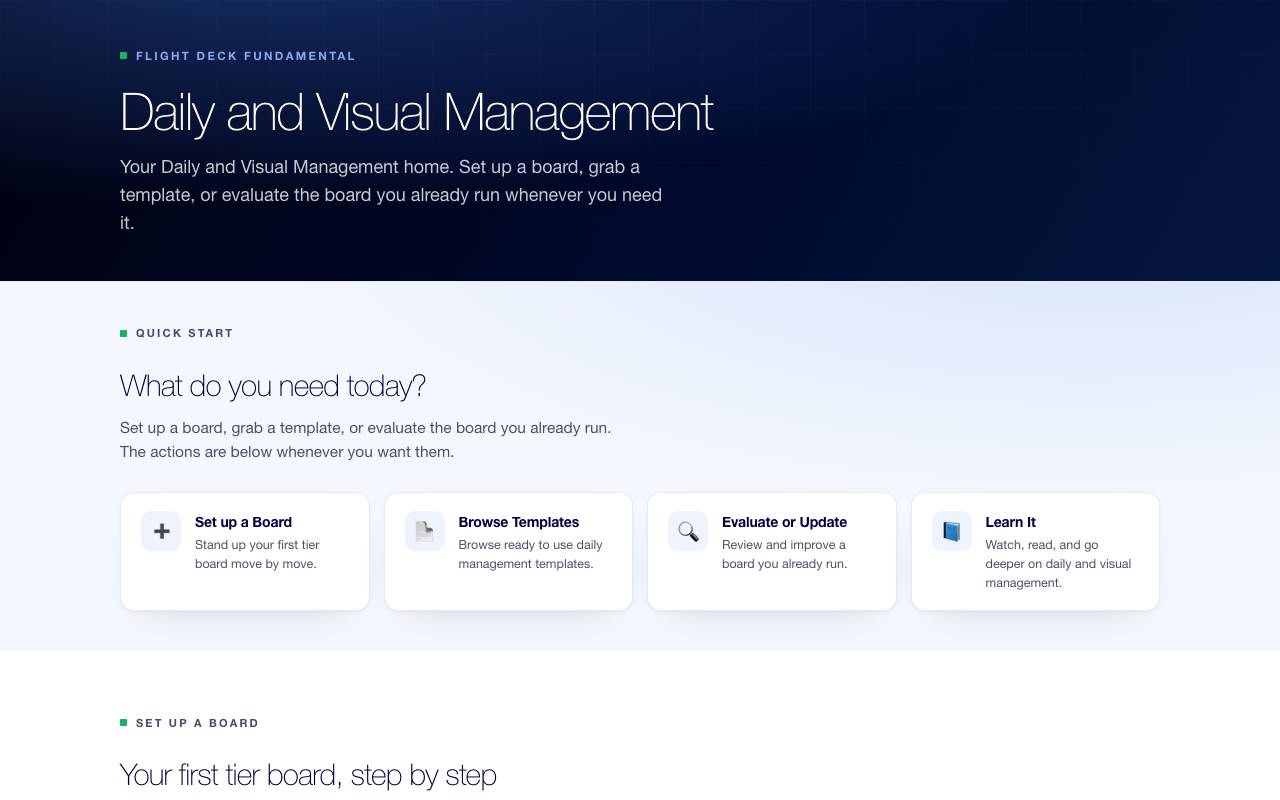 FLIGHT DECK FUNDAMENTAL
Daily and Visual Management
Your Daily and Visual Management home. Set up a board, grab a
template, or evaluate the board you already run whenever you need
it.
QUICK START
What do you need today?
Set up a board, grab a template, or evaluate the board you already run.
The actions are below whenever you want them.
Set up a Board
Stand up your first tier
board move by move.
Browse Templates
Browse ready to use daily
management templates.
Evaluate or Update
Review and improve a
board you already run.
Learn It
Watch, read, and go
deeper on daily and visual
management.
SET UP A BOARD
Your first tier board, step by step